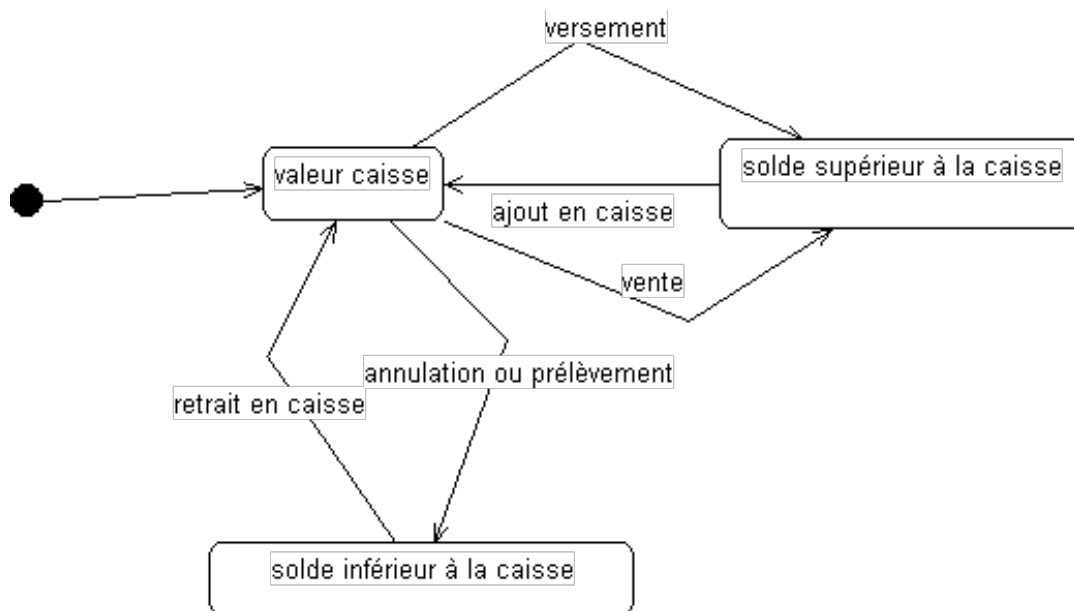 versement
valeur caisse
solde supérieur à la caisse
ajout en caisse
vente
annulation ou prélèvement
retrait en caisse
solde inférieur à la caisse